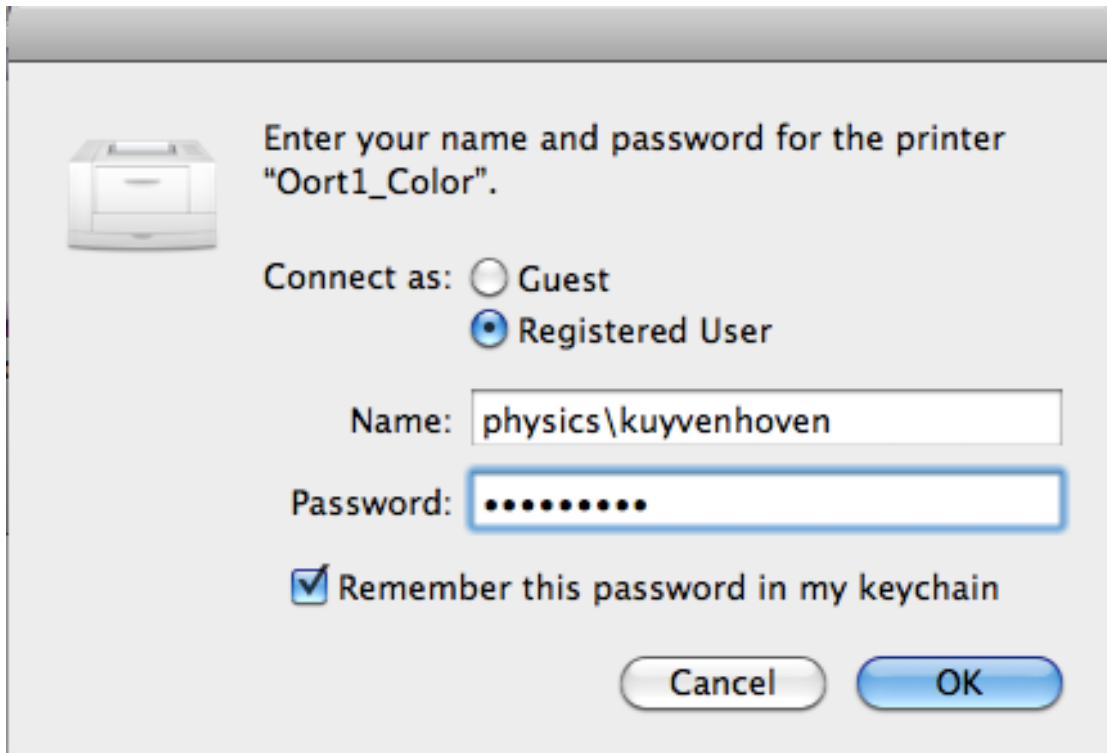 Enter your name and password for the printer
“Oort1_Color”.
Connect as: Guest
Registered User
Name: physics\kuyvenhoven
Password: •••••••••
Remember this password in my keychain
Cancel OK